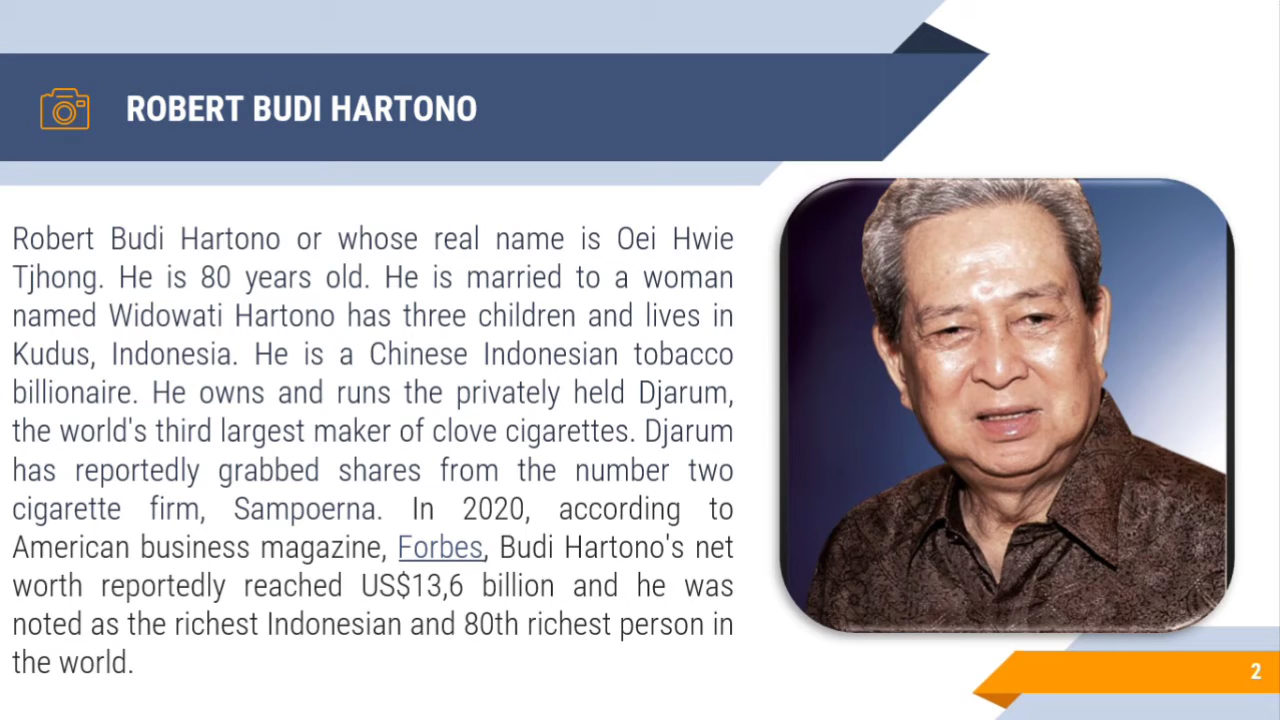 ROBERT BUDI HARTONO
Robert Budi Hartono or whose real name is Oei Hwie
Tjhong. He is 80 years old. He is married to a woman
named Widowati Hartono has three children and lives in
Kudus, Indonesia. He is a Chinese Indonesian tobacco
billionaire. He owns and runs the privately held Djarum,
the world's third largest maker of clove cigarettes. Djarum
has reportedly grabbed shares from the number two
cigarette firm, Sampoerna. In 2020, according to
American business magazine, Forbes, Budi Hartono's net
worth reportedly reached US$13,6 billion and he was
noted as the richest Indonesian and 80th richest person in
the world.
2